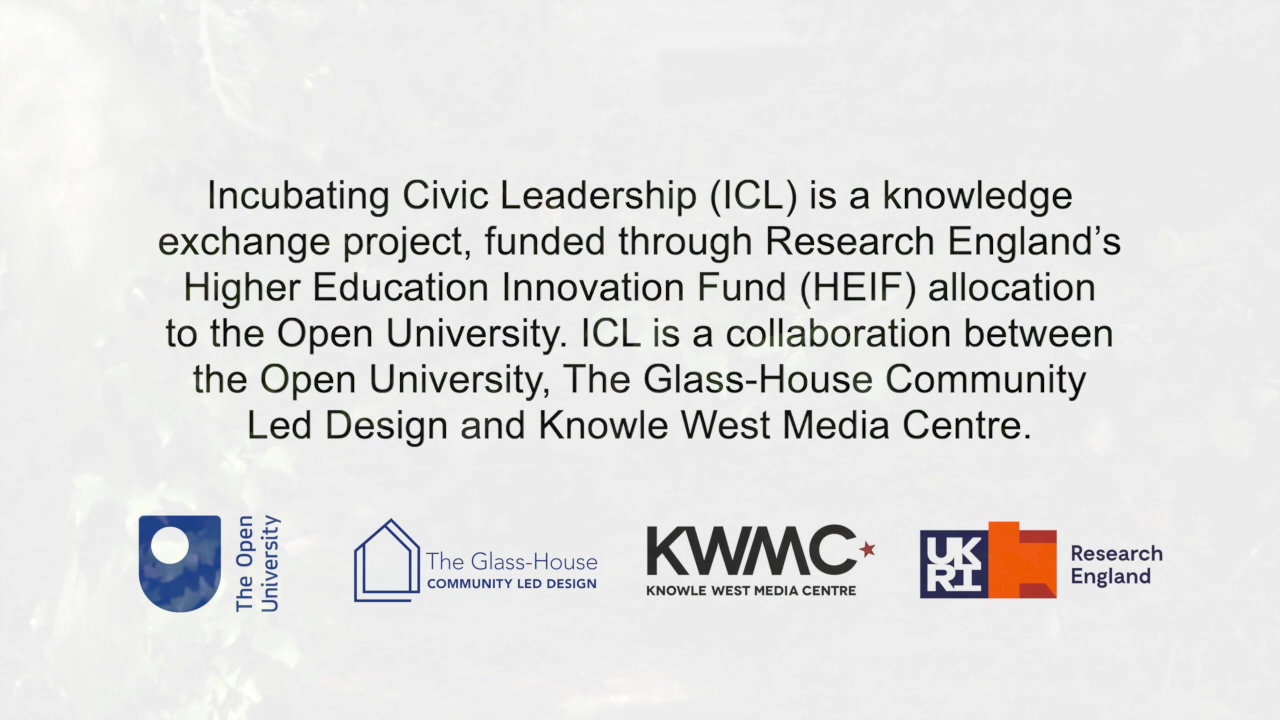 Incubating Civic Leadership (ICL) is a knowledge
exchange project, funded through Research England’s
Higher Education Innovation Fund (HEIF) allocation
to the Open University. ICL is a collaboration between
the Open University, The Glass-House Community
Led Design and Knowle West Media Centre.
The Open
University
The Glass-House
COMMUNITY LED DESIGN
KWMC
KNOWLE WEST MEDIA CENTRE
UK
RI
Research
England